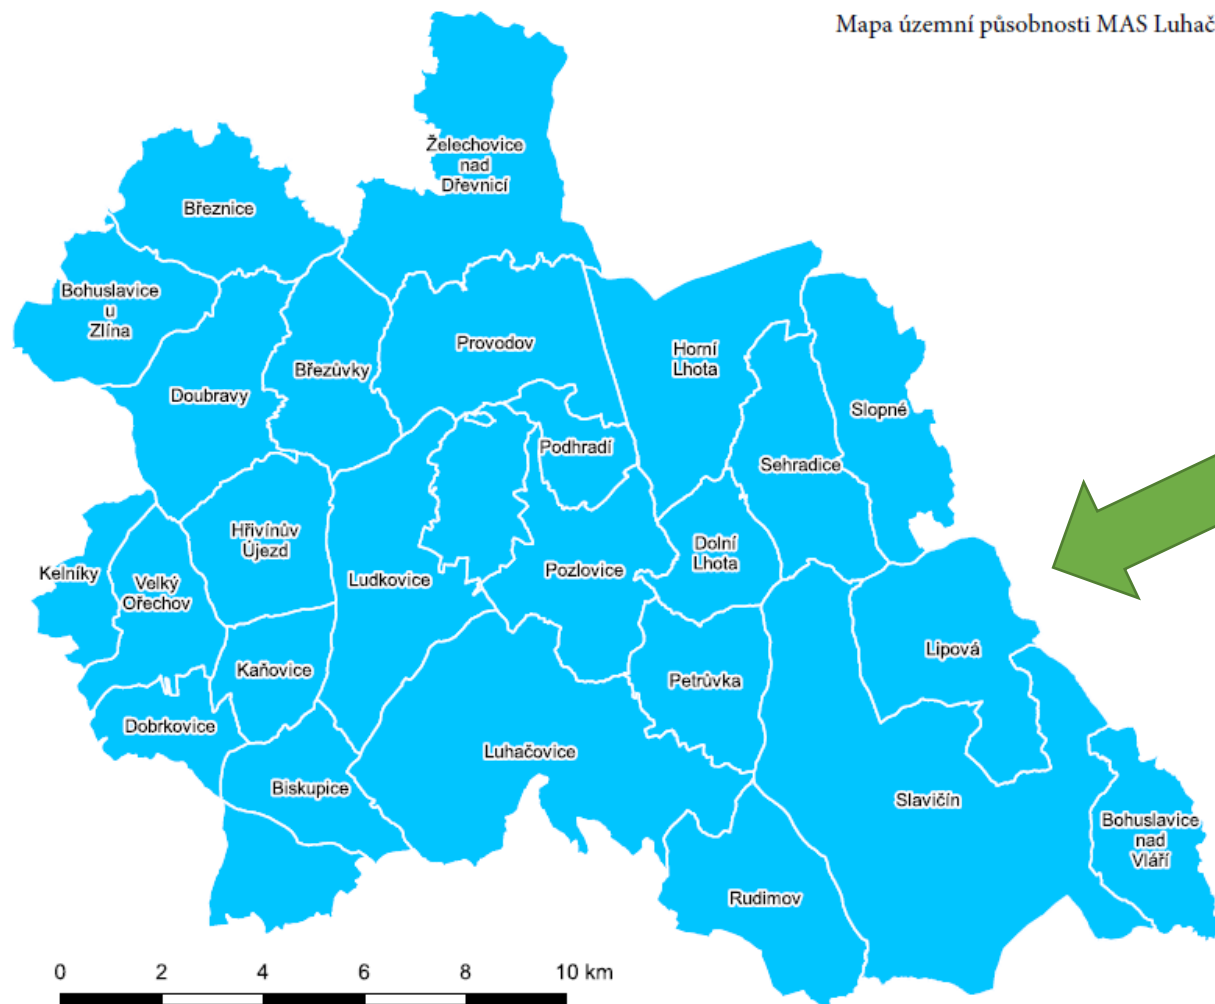 Mapa územní působnosti MAS Luhač
Želechovice
nad
Dřevnicí
Březnice
Bohuslavice
u
Zlína
Provodov
Horní
Lhota
Březůvky
Doubravy
Slopné
Podhradí
Sehradice
Hřivínův
Újezd
Dolní
Lhota
Kelníky
Velký
Ořechov
Ludkovice
Pozlovice
Lipová
Kaňovice
Petrůvka
Dobrkovice
Luhačovice
Biskupice
Slavičín
Bohuslavice
nad
Vláří
Rudimov
0 2 4 6 8 10 km